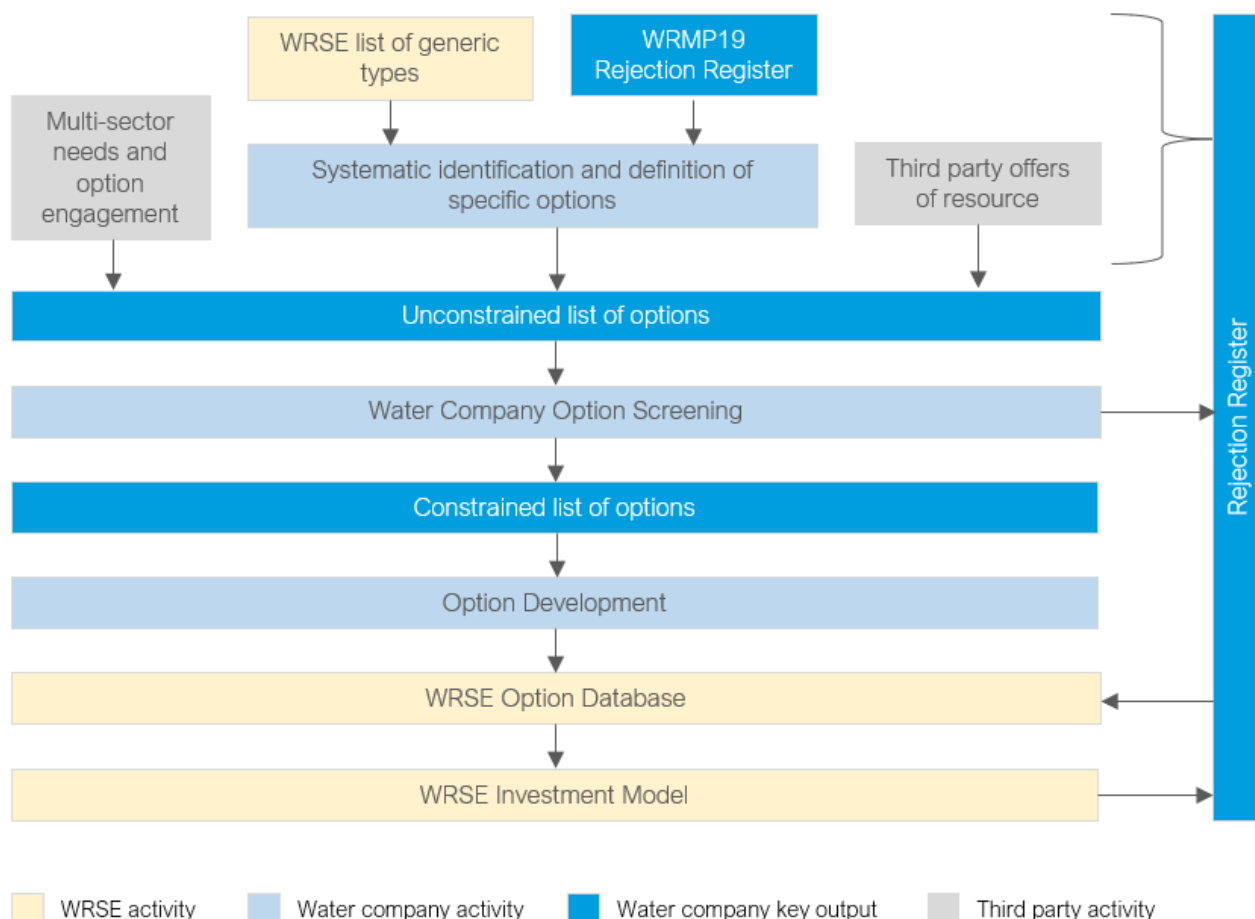 WRSE list of generic
types
WRMP19
Rejection Register
Multi-sector
needs and
option
engagement
Systematic identification and definition of
specific options
Third party offers
of resource
Unconstrained list of options
Water Company Option Screening
Constrained list of options
Option Development
WRSE Option Database
WRSE Investment Model
Rejection Register
WRSE activity
Water company activity
Water company key output
Third party activity